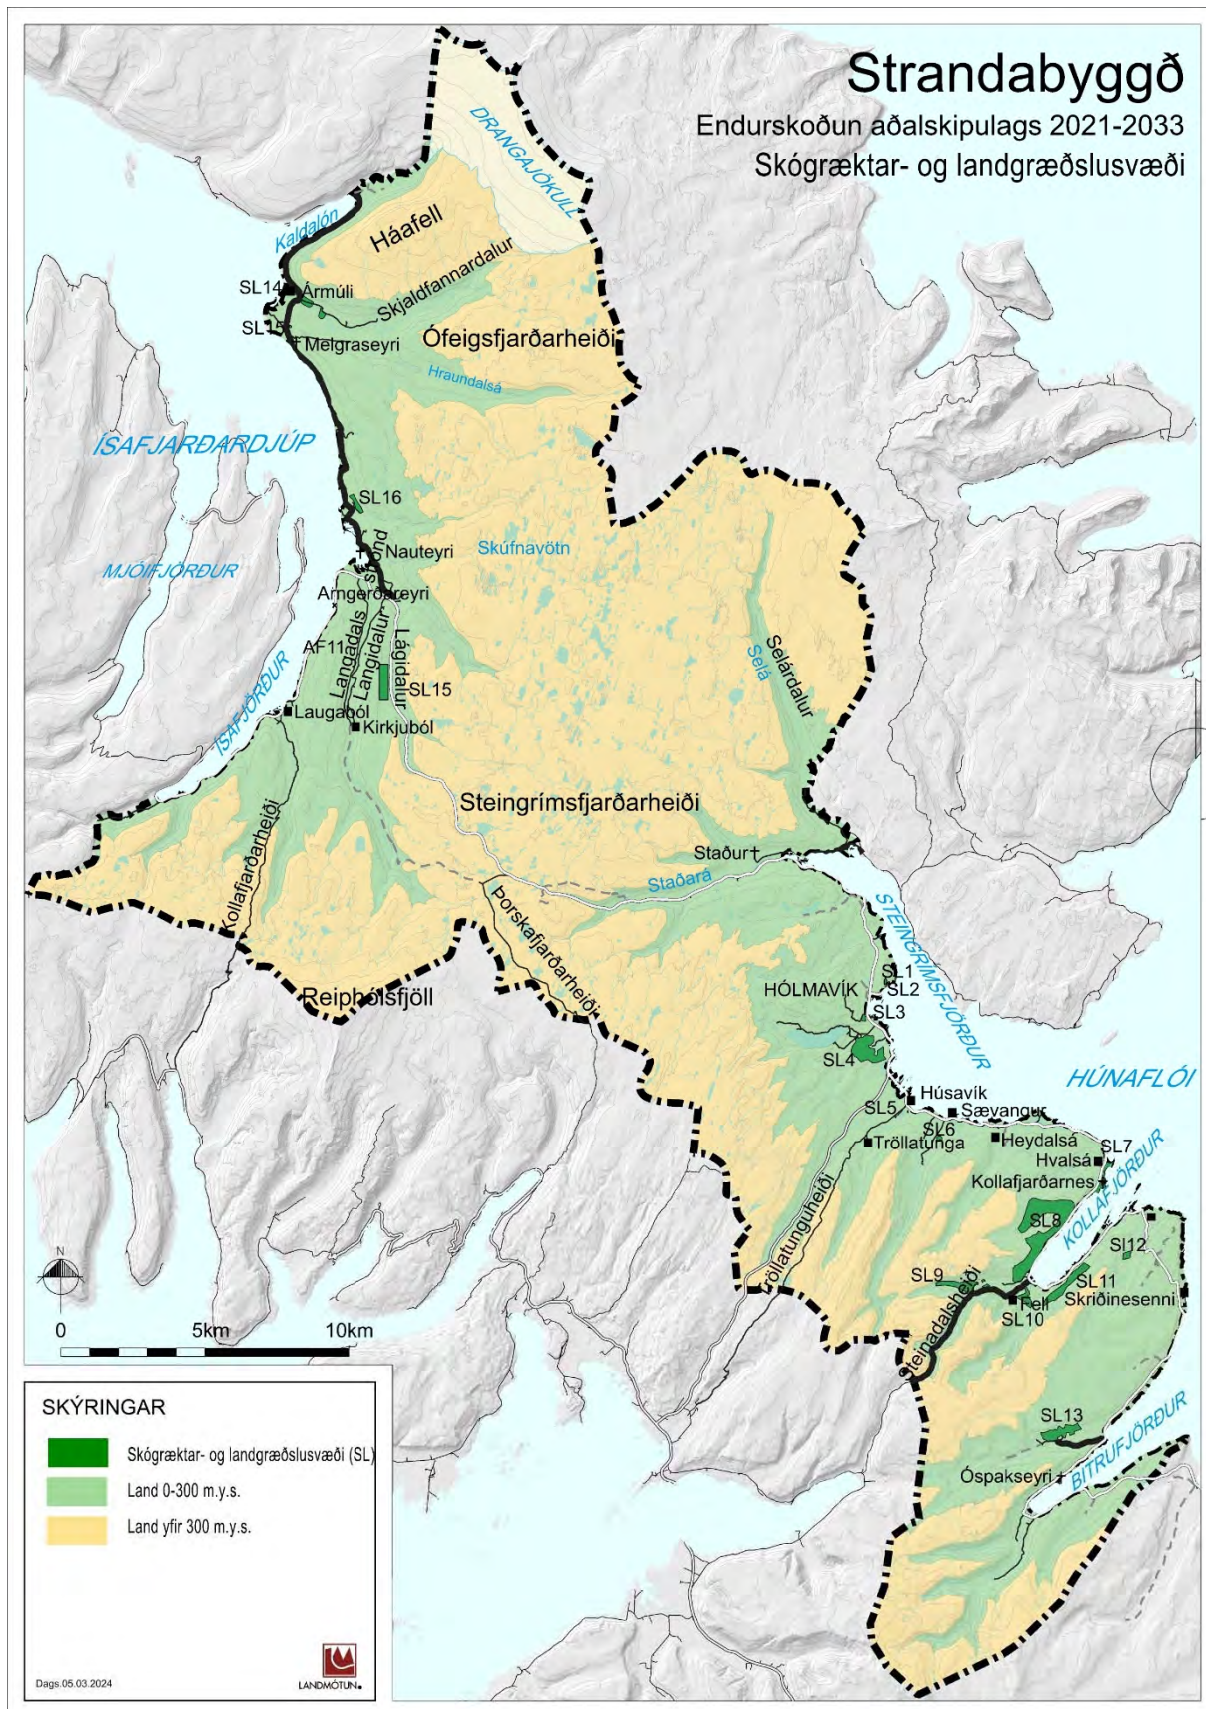 Strandabyggð
Endurskoðun aðalskipulags 2021-2033
Skógræktar- og landgræðslusvæði
DRANGAJÖKULL
Kaldalón
Háafell
Skjaldfannardalur
SL14
Ármúli
SL15
Melgraseyri
Ófeigsfjarðarheiði
Hraundalsá
ÍSAFJARÐARDJÚP
SL16
Nauteyri
Skúfnavötn
MJÓIFJÖRÐUR
Arngerðareyri
Langadals
strönd
Langidalur
Lágidalur
AF11
SL15
Selá
Selárdalur
Laugaból
Kirkjuból
ÍSAFJÖRÐUR
Steingrímsfjarðarheiði
Kollafjarðarheiði
Staður
Staðará
Þorskafjarðarheiði
Reiphólsfjöll
STEINGRÍMSFJÖRÐUR
SL1
HÓLMAVÍK
SL2
SL3
SL4
HÚNAFLÓI
Húsavík
SL5
Sævangur
SL6
Tröllatunga
Heydalsá
SL7
Hvalsá
Kollafjarðarnes
KOLLAFJÖRÐUR
SL8
Sl12
Tröllatunguheiði
SL9
SL11
Skriðinesenni
Fell
SL10
Steinadalsheiði
SL13
Óspakseyri
BITRUFJÖRÐUR
N
0 5km 10km
SKÝRINGAR
Skógræktar- og landgræðslusvæði (SL)
Land 0-300 m.y.s.
Land yfir 300 m.y.s.
Dags.05.03.2024
LANDMÓTUN